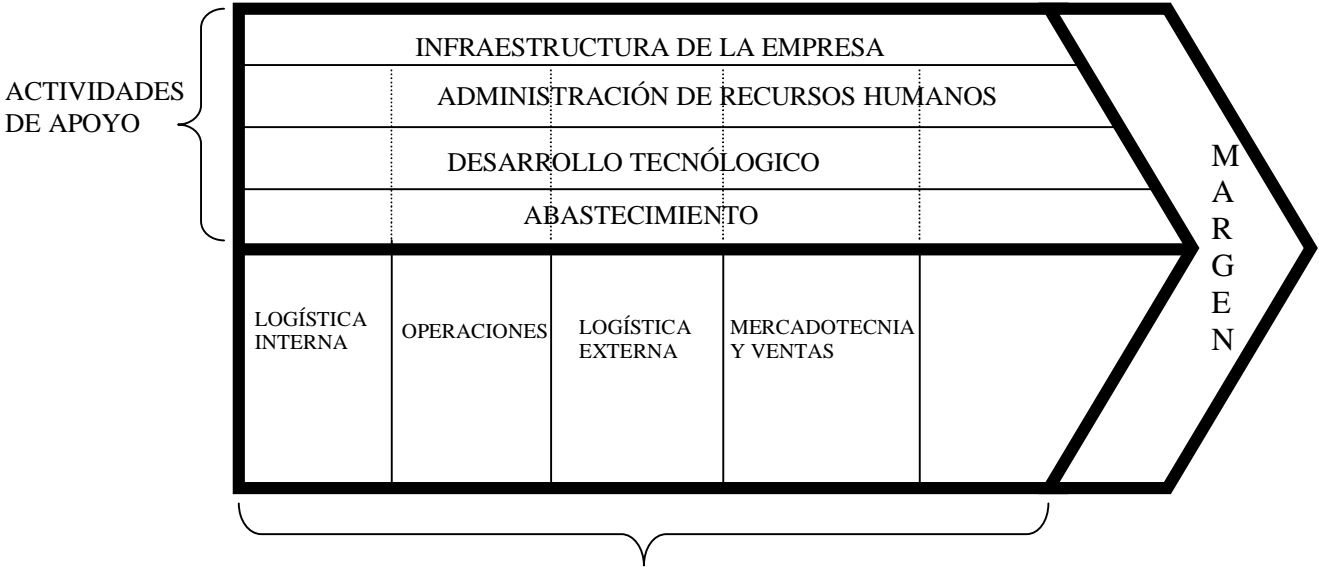 INFRAESTRUCTURA DE LA EMPRESA
ACTIVIDADES
DE APOYO
ADMINISTRACIÓN DE RECURSOS HUMANOS
DESARROLLO TECNÓLOGICO
ABASTECIMIENTO
LOGÍSTICA
INTERNA
OPERACIONES
LOGÍSTICA
EXTERNA
MERCADOTECNIA
Y VENTAS
M
A
R
G
E
N